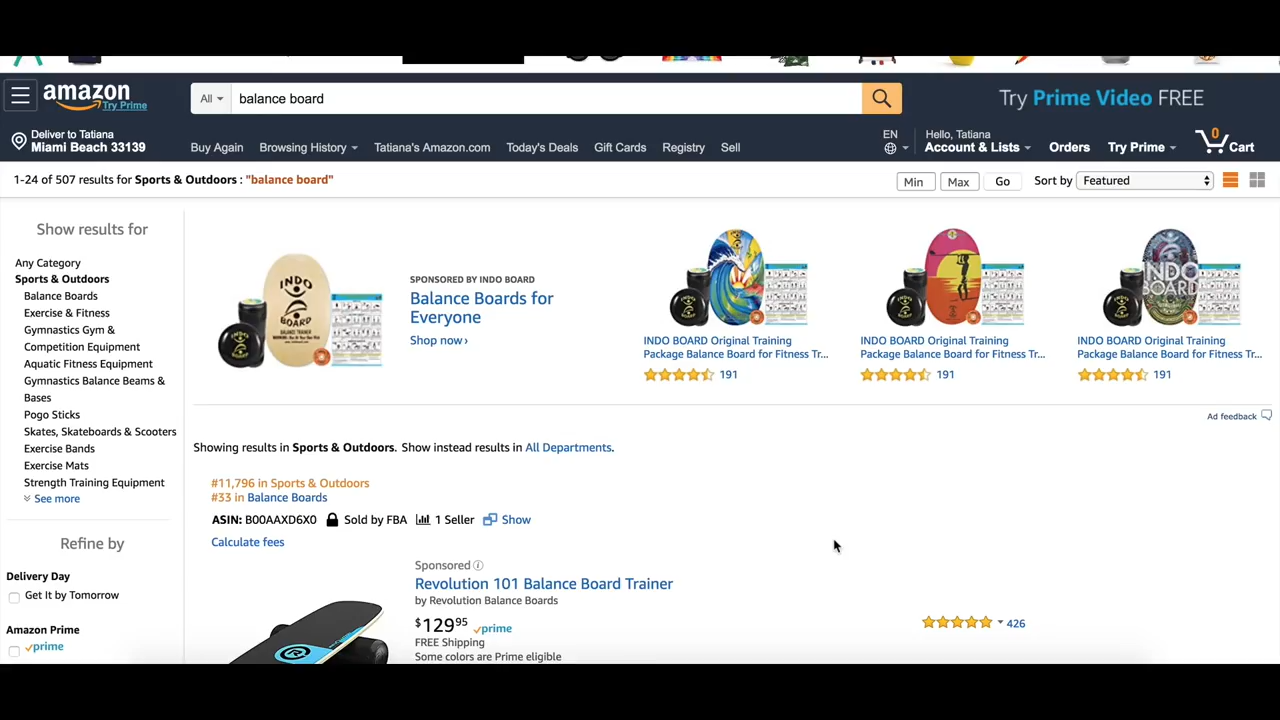 amazon
Try Prime
All
balance board
Try Prime Video FREE
Deliver to Tatiana
Miami Beach 33139
Buy Again
Browsing History
Tatiana's Amazon.com
Today's Deals
Gift Cards
Registry
Sell
EN
Hello, Tatiana
Account & Lists
Orders
Try Prime
0
Cart
1-24 of 507 results for Sports & Outdoors : "balance board"
Min
Max
Go
Sort by
Featured
Show results for
Any Category
Sports & Outdoors
Balance Boards
Exercise & Fitness
Gymnastics Gym &
Competition Equipment
Aquatic Fitness Equipment
Gymnastics Balance Beams &
Bases
Pogo Sticks
Skates, Skateboards & Scooters
Exercise Bands
Exercise Mats
Strength Training Equipment
See more
Refine by
Delivery Day
Get It by Tomorrow
Amazon Prime
prime
INDO
BOARD
SPONSORED BY INDO BOARD
Balance Boards for
Everyone
Shop now›
INDO BOARD Original Training
Package Balance Board for Fitness Tr...
191
INDO BOARD Original Training
Package Balance Board for Fitness Tr...
191
INDO
BOARD
INDO BOARD Original Training
Package Balance Board for Fitness Tr...
191
Ad feedback
Showing results in Sports & Outdoors. Show instead results in All Departments.
#11,796 in Sports & Outdoors
#33 in Balance Boards
ASIN: B00AAXD6X0 Sold by FBA 1 Seller Show
Calculate fees
Sponsored
Revolution 101 Balance Board Trainer
by Revolution Balance Boards
$129.95 prime
FREE Shipping
Some colors are Prime eligible
426